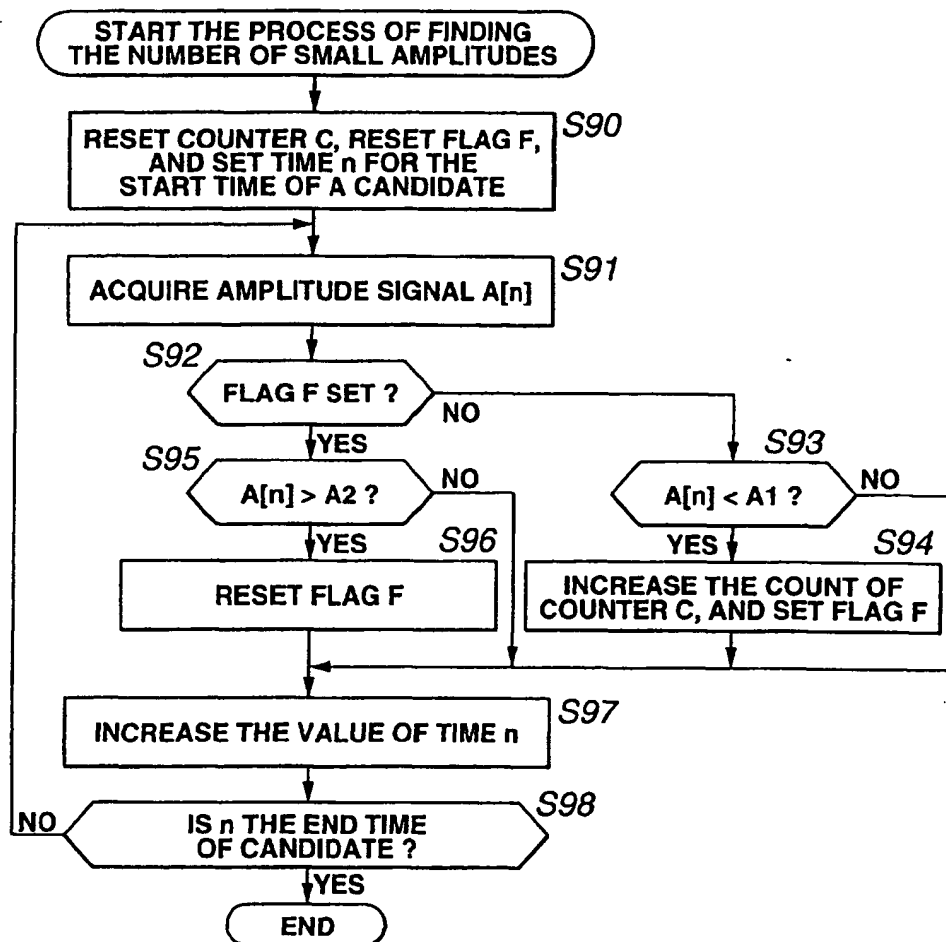 START THE PROCESS OF FINDING
THE NUMBER OF SMALL AMPLITUDES
S90
RESET COUNTER C, RESET FLAG F,
AND SET TIME n FOR THE
START TIME OF A CANDIDATE
S91
ACQUIRE AMPLITUDE SIGNAL A[n]
S92
FLAG F SET ?
NO
YES
S93
A[n] < A1 ?
NO
YES
S94
INCREASE THE COUNT OF
COUNTER C, AND SET FLAG F
S95
A[n] > A2 ?
NO
YES
S96
RESET FLAG F
S97
INCREASE THE VALUE OF TIME n
S98
IS n THE END TIME
OF CANDIDATE ?
NO
YES
END